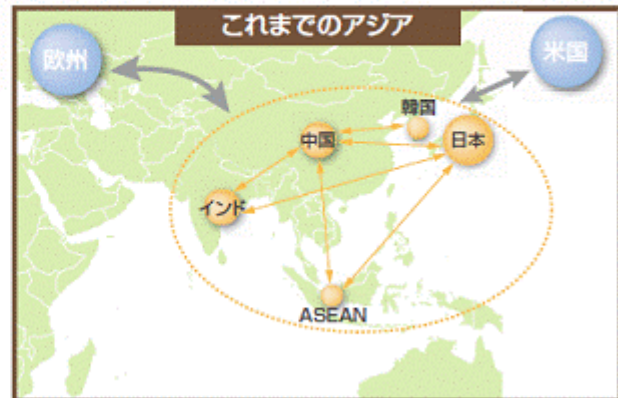 これまでのアジア
欧州
米国
韓国
中国
日本
インド
ASEAN